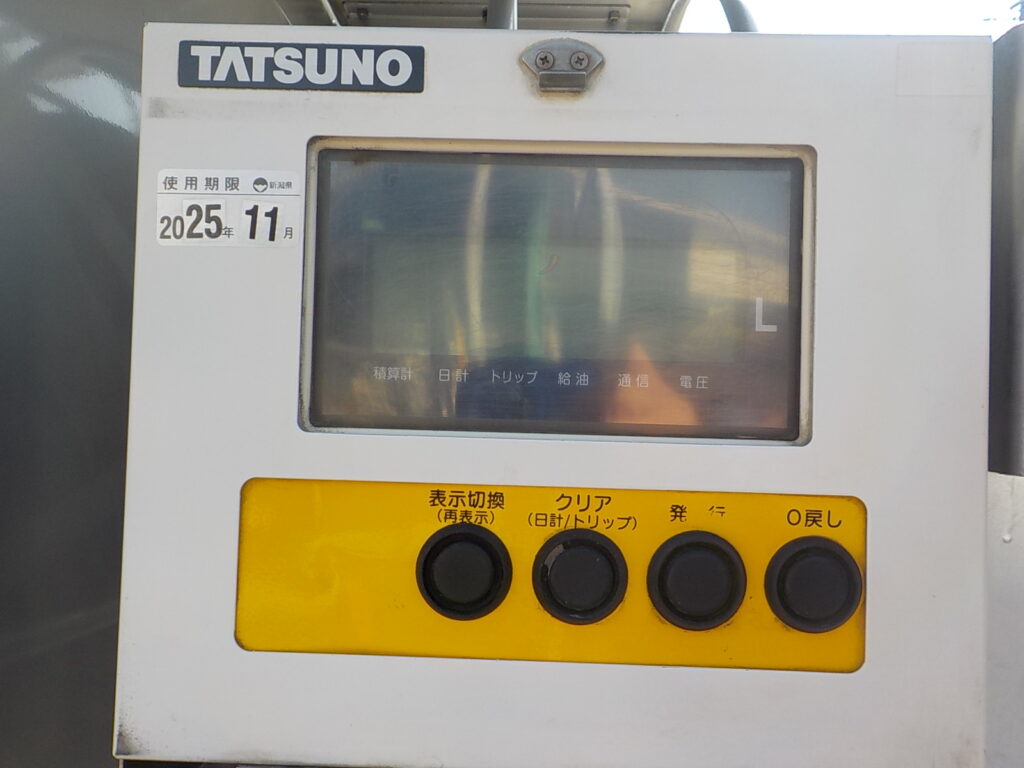 TATSUNO
使用期限 新潟県
2025年 11月
L
積算計 日計 トリップ 給油 通信 電圧
表示切換 クリア 発行 0戻し
(再表示) (日計/トリップ)